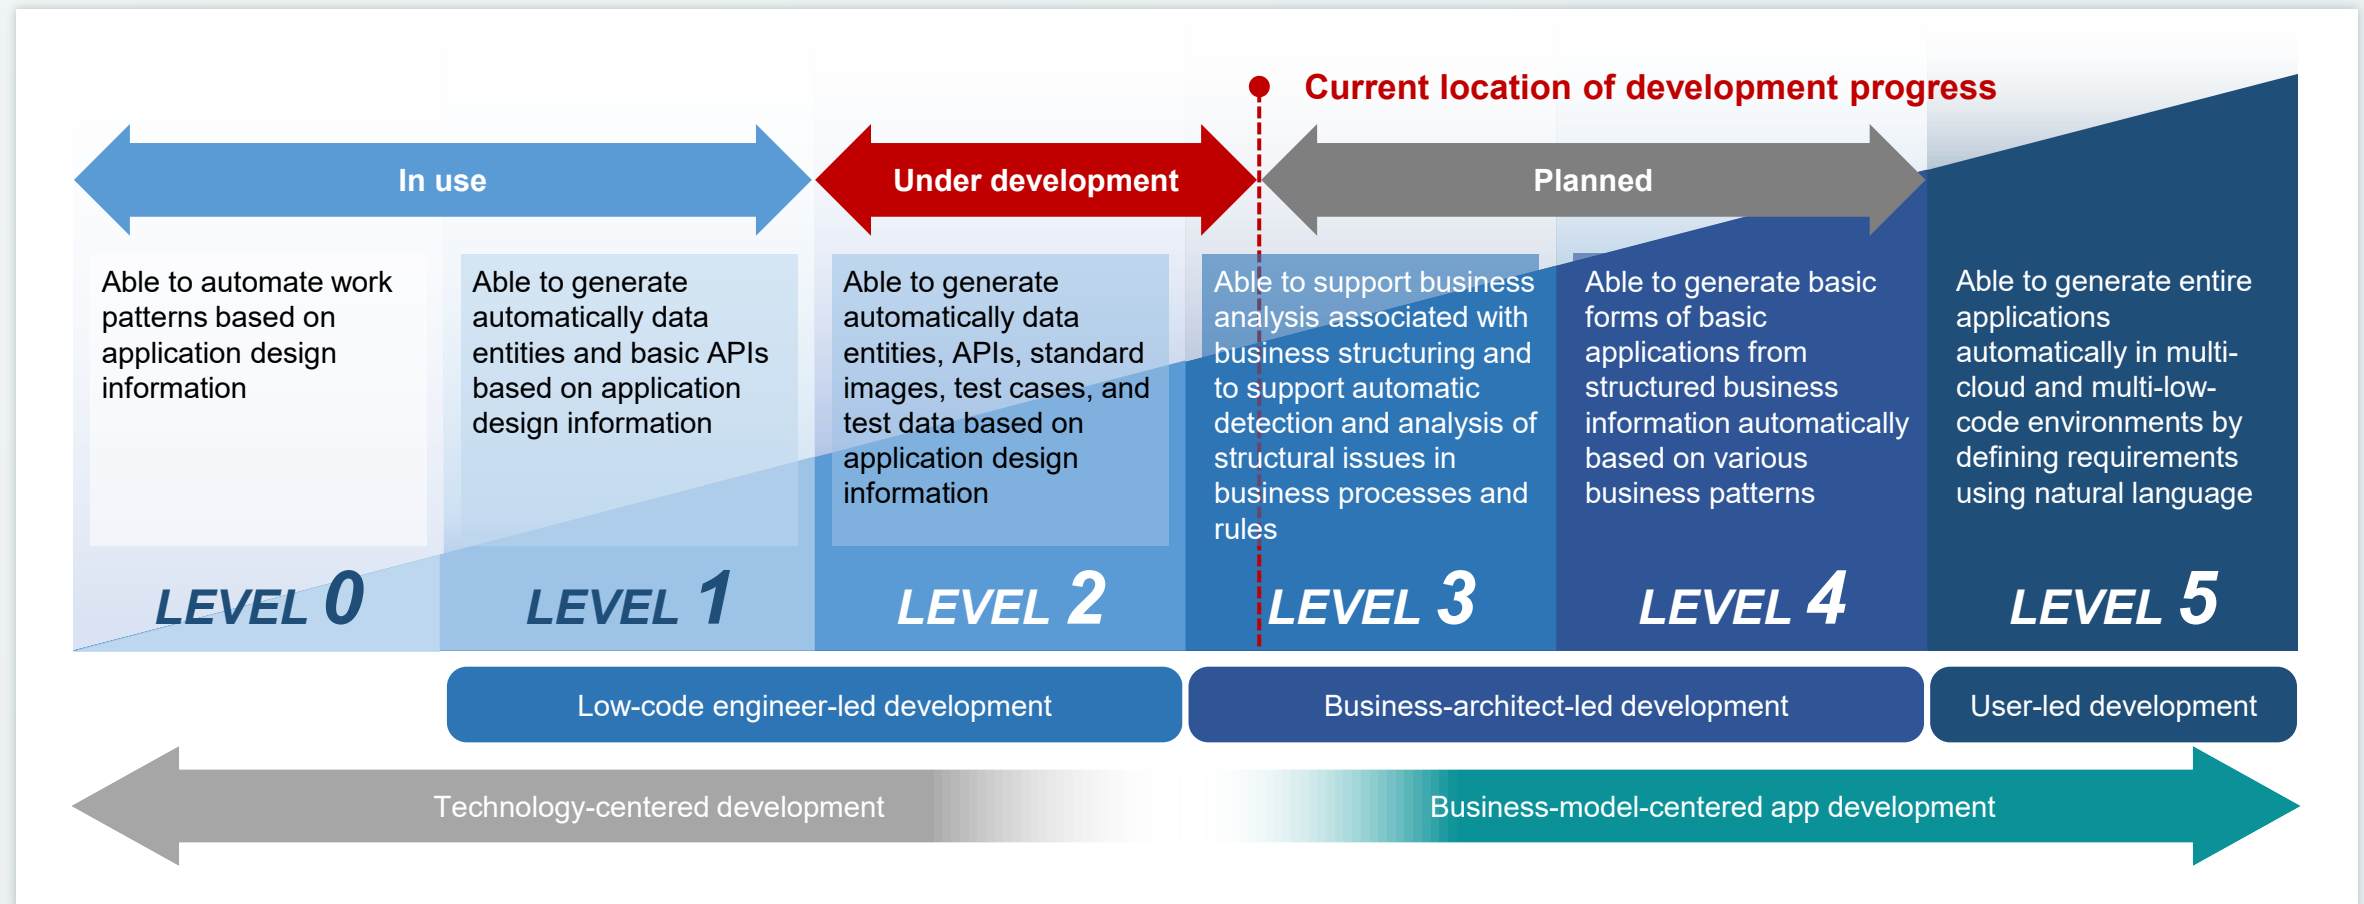 Current location of development progress
In use
Under development
Planned
Able to automate work
patterns based on
application design
information
Able to generate
automatically data
entities and basic APIs
based on application
design information
Able to generate
automatically data
entities, APIs, standard
images, test cases, and
test data based on
application design
information
Able to support business
analysis associated with
business structuring and
to support automatic
detection and analysis of
structural issues in
business processes and
rules
Able to generate basic
forms of basic
applications from
structured business
information automatically
based on various
business patterns
Able to generate entire
applications
automatically in multi-
cloud and multi-low-
code environments by
defining requirements
using natural language
LEVEL 0
LEVEL 1
LEVEL 2
LEVEL 3
LEVEL 4
LEVEL 5
Low-code engineer-led development
Business-architect-led development
User-led development
Technology-centered development
Business-model-centered app development